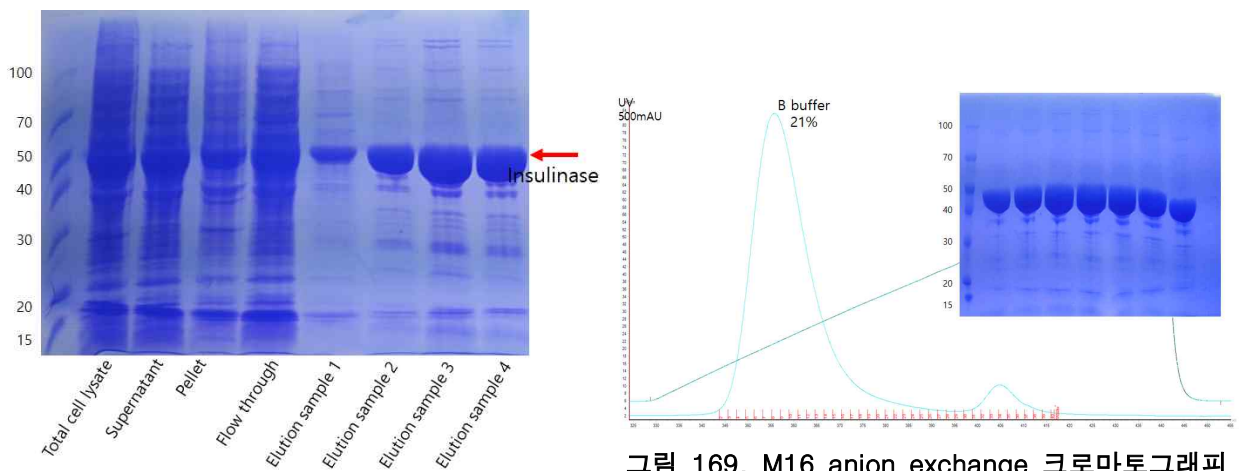 100
70
50
40
30
20
15
Insulinase
Total cell lysate
Supernatant
Pellet
Flow through
Elution sample 1
Elution sample 2
Elution sample 3
Elution sample 4
UV
500mAU
B buffer
21%
100
70
50
40
30
20
15
그림 169. M16 anion exchange 크로마토그래피